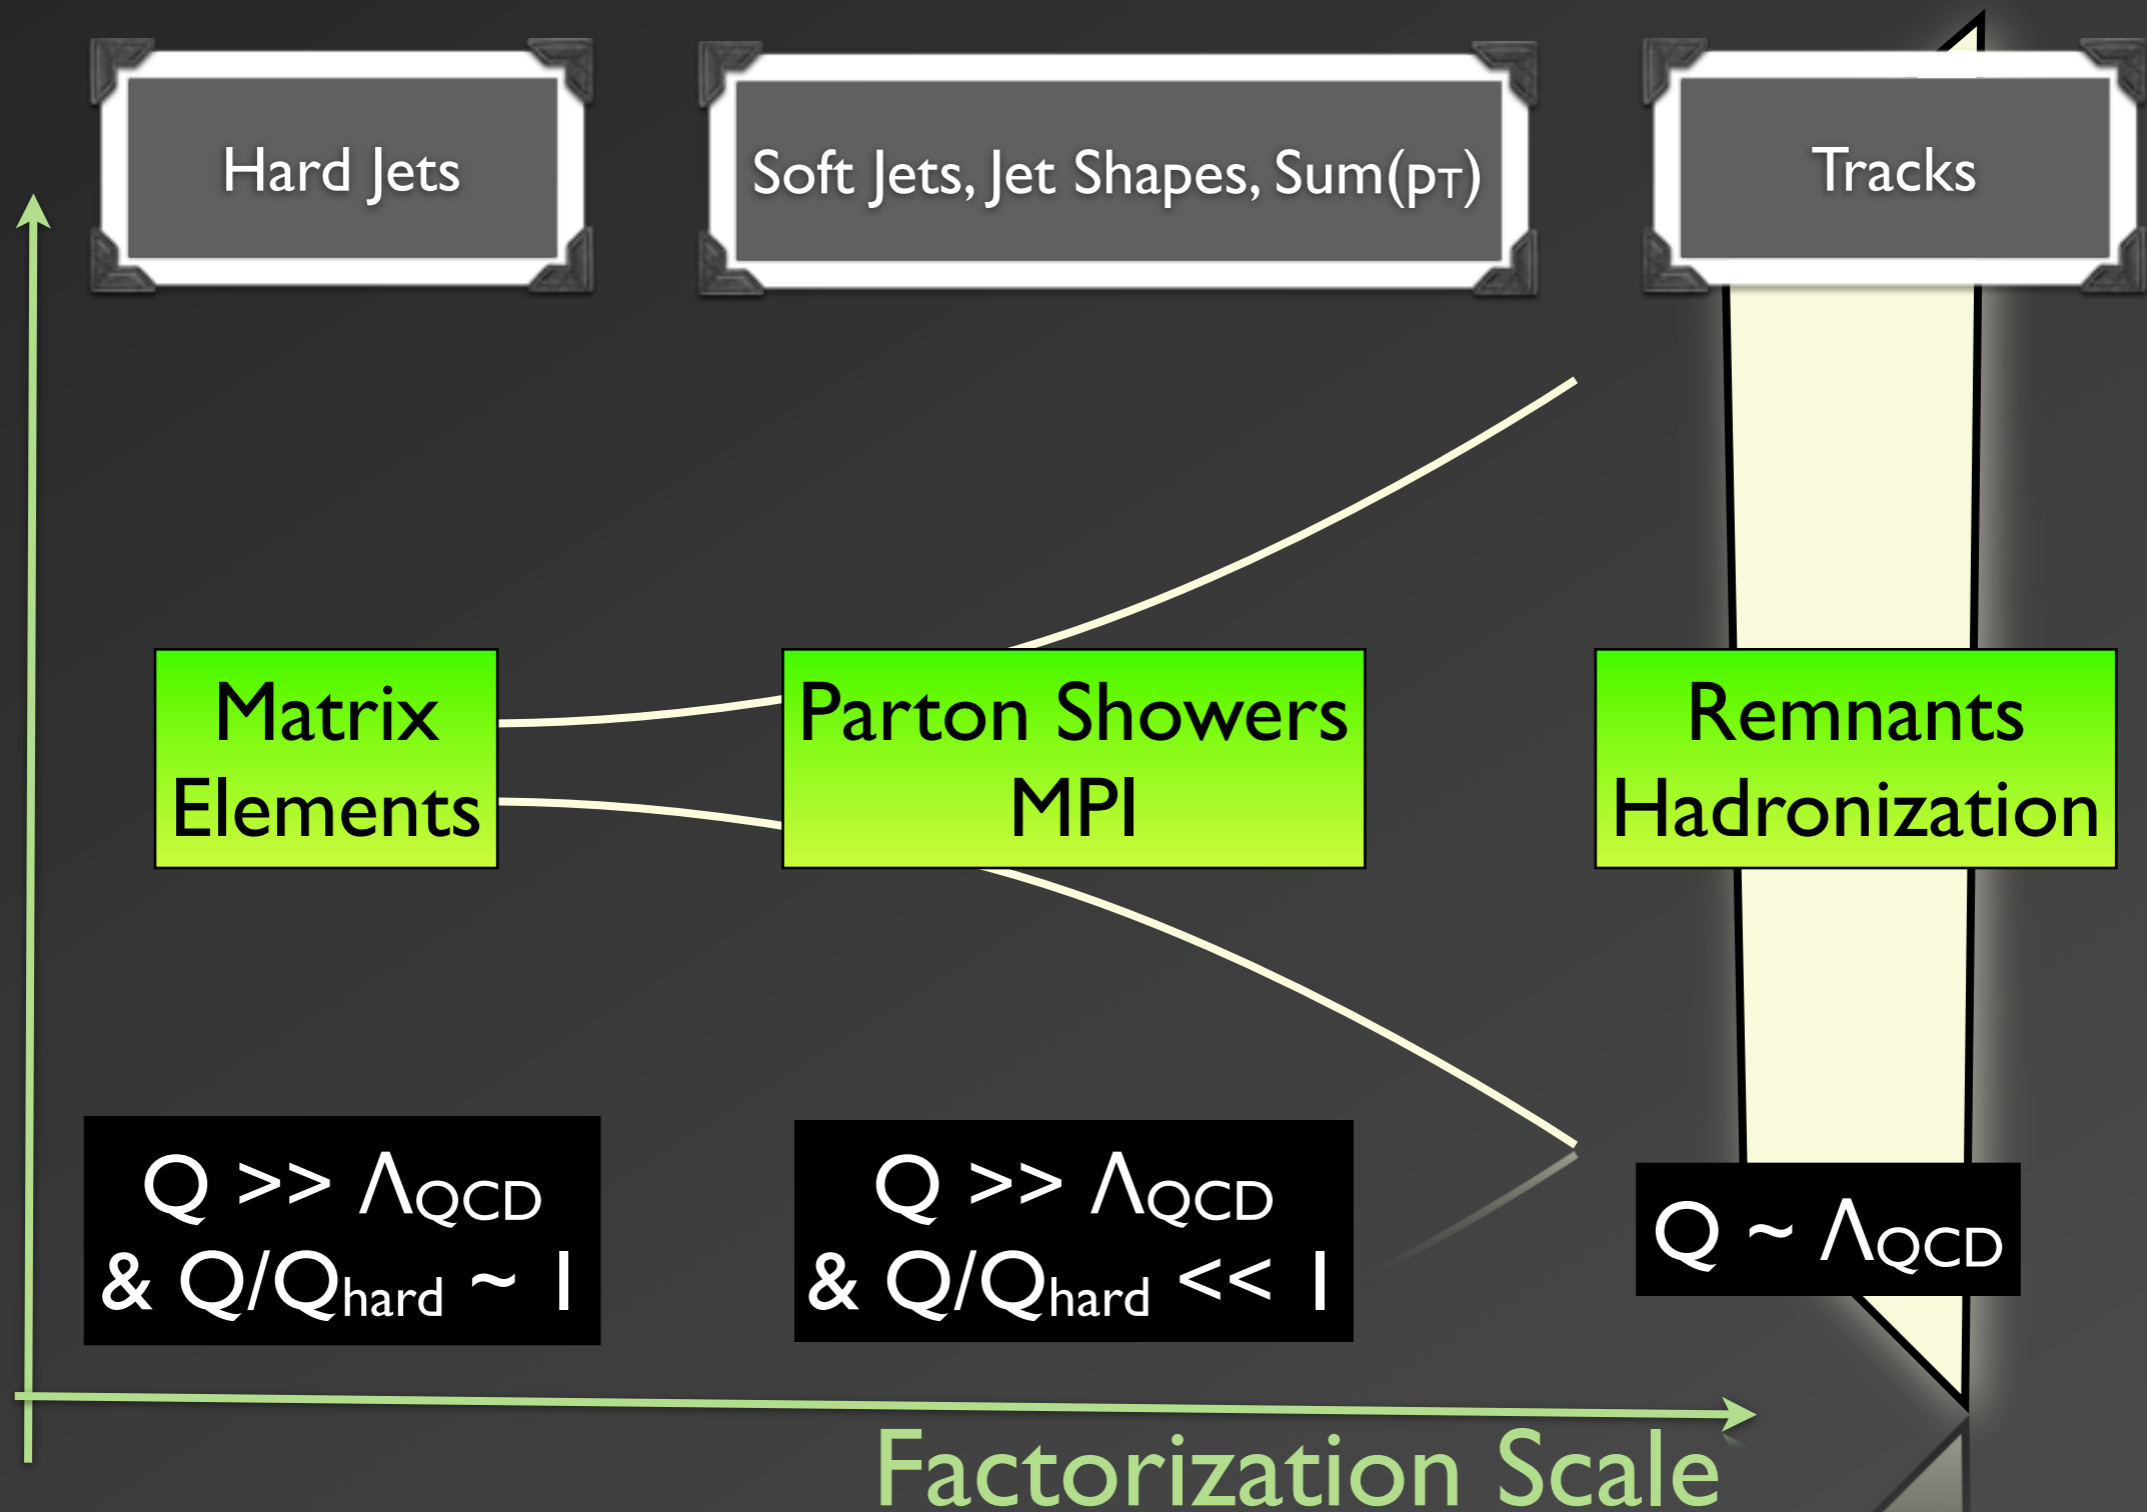 Hard Jets
Soft Jets, Jet Shapes, Sum(pT)
Tracks
Matrix
Elements
Parton Showers
MPI
Remnants
Hadronization
Q >> ΛQCD
& Q/Qhard ~ 1
Q >> ΛQCD
& Q/Qhard << 1
Q ~ ΛQCD
Factorization Scale